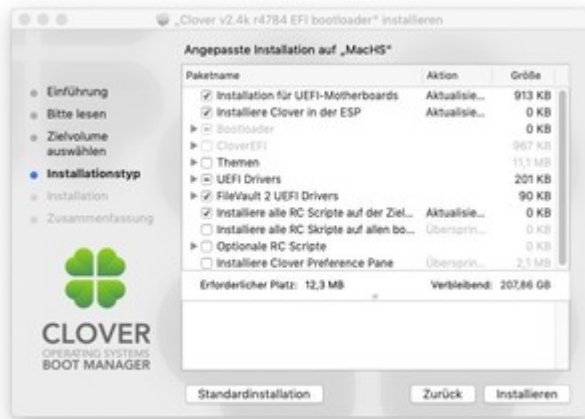 „Clover v2.4k r4784 EFI bootloader“ installieren
Angepasste Installation auf „MacHS“
Einführung
Bitte lesen
Zielvolume
auswählen
Installationstyp
Installation
Zusammenfassung
Paketname Aktion Größe
Installation für UEFI-Motherboards Aktualisie... 913 KB
Installiere Clover in der ESP Aktualisie... 0 KB
Bootloader 0 KB
CloverEFI 967 KB
Themen 11,1 MB
UEFI Drivers 201 KB
FileVault 2 UEFI Drivers 90 KB
Installiere alle RC Scripte auf der Ziel... Aktualisie... 0 KB
Installiere alle RC Skripte auf allen bo... Übersprin... 0 KB
Optionale RC Scripte 0 KB
Installiere Clover Preference Pane Übersprin... 2,1 MB
Erforderlicher Platz: 12,3 MB Verbleibend: 207,86 GB
CLOVER
OPERATING SYSTEMS
BOOT MANAGER
Standardinstallation Zurück Installieren